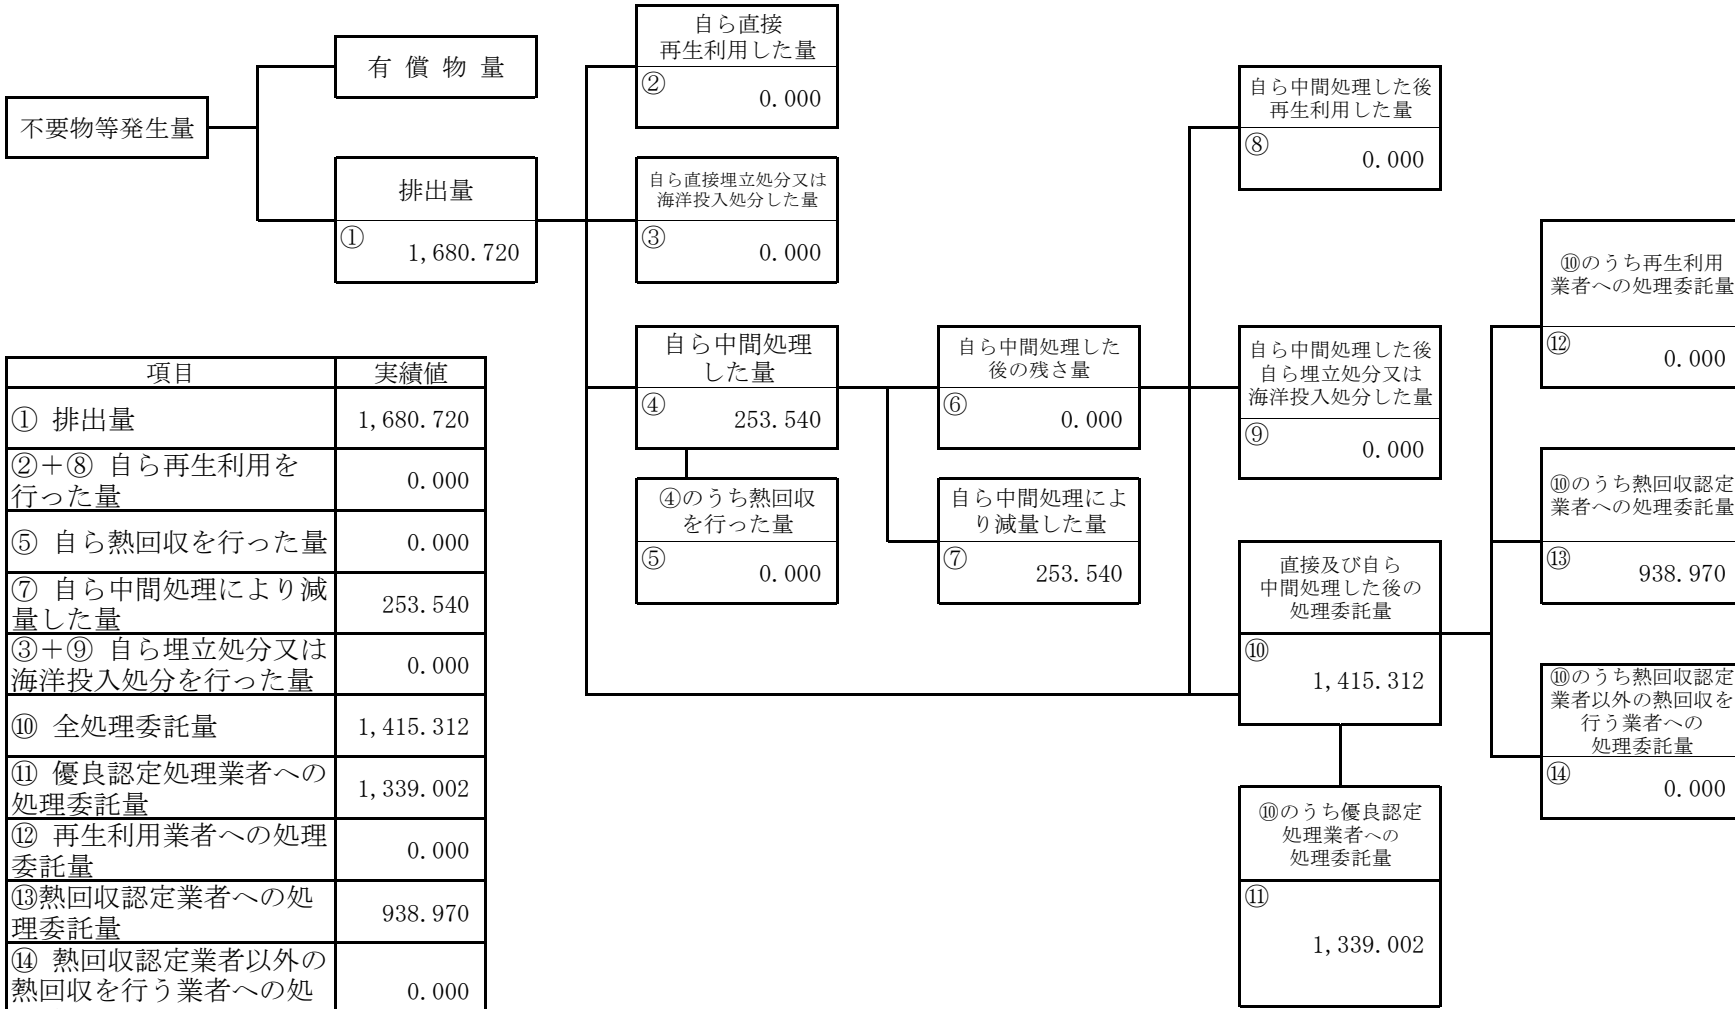 不要物等発生量
有 償 物 量
排出量
①
1,680.720
自ら直接
再生利用した量
②
0.000
自ら直接埋立処分又は
海洋投入処分した量
③
0.000
自ら中間処理
した量
④
253.540
④のうち熱回収
を行った量
⑤
0.000
自ら中間処理した
後の残さ量
⑥
0.000
自ら中間処理によ
り減量した量
⑦
253.540
自ら中間処理した後
再生利用した量
⑧
0.000
自ら中間処理した後
自ら埋立処分又は
海洋投入処分した量
⑨
0.000
直接及び自ら
中間処理した後の
処理委託量
⑩
1,415.312
⑩のうち優良認定
処理業者への
処理委託量
⑪
1,339.002
⑩のうち再生利用
業者への処理委託量
⑫
0.000
⑩のうち熱回収認定
業者への処理委託量
⑬
938.970
⑩のうち熱回収認定
業者以外の熱回収を
行う業者への
処理委託量
⑭
0.000
項目 実績値
① 排出量 1,680.720
②+⑧ 自ら再生利用を
行った量 0.000
⑤ 自ら熱回収を行った量 0.000
⑦ 自ら中間処理により減
量した量 253.540
③+⑨ 自ら埋立処分又は
海洋投入処分を行った量 0.000
⑩ 全処理委託量 1,415.312
⑪ 優良認定処理業者への
処理委託量 1,339.002
⑫ 再生利用業者への処理
委託量 0.000
⑬熱回収認定業者への処
理委託量 938.970
⑭ 熱回収認定業者以外の
熱回収を行う業者への処 0.000